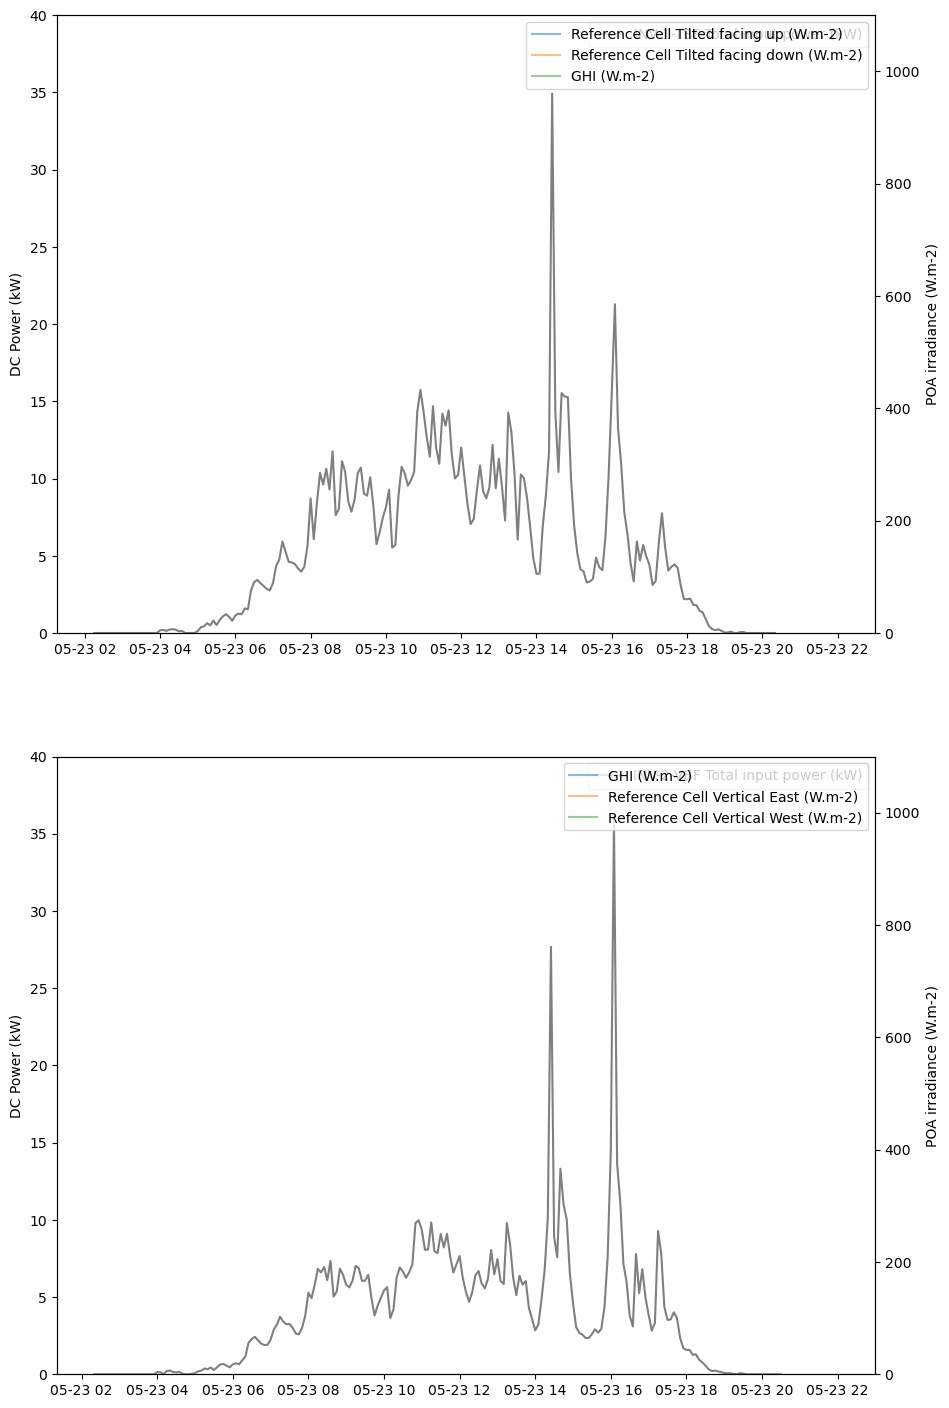 40
35
30
25
20
15
10
5
0
DC Power (kW)
Reference Cell Tilted facing up (W.m-2)
Reference Cell Tilted facing down (W.m-2)
GHI (W.m-2)
1000
800
600
400
200
0
POA irradiance (W.m-2)
05-23 02 05-23 04 05-23 06 05-23 08 05-23 10 05-23 12 05-23 14 05-23 16 05-23 18 05-23 20 05-23 22
40
35
30
25
20
15
10
5
0
DC Power (kW)
GHI (W.m-2)
Total input power (kW)
Reference Cell Vertical East (W.m-2)
Reference Cell Vertical West (W.m-2)
1000
800
600
400
200
0
POA irradiance (W.m-2)
05-23 02 05-23 04 05-23 06 05-23 08 05-23 10 05-23 12 05-23 14 05-23 16 05-23 18 05-23 20 05-23 22